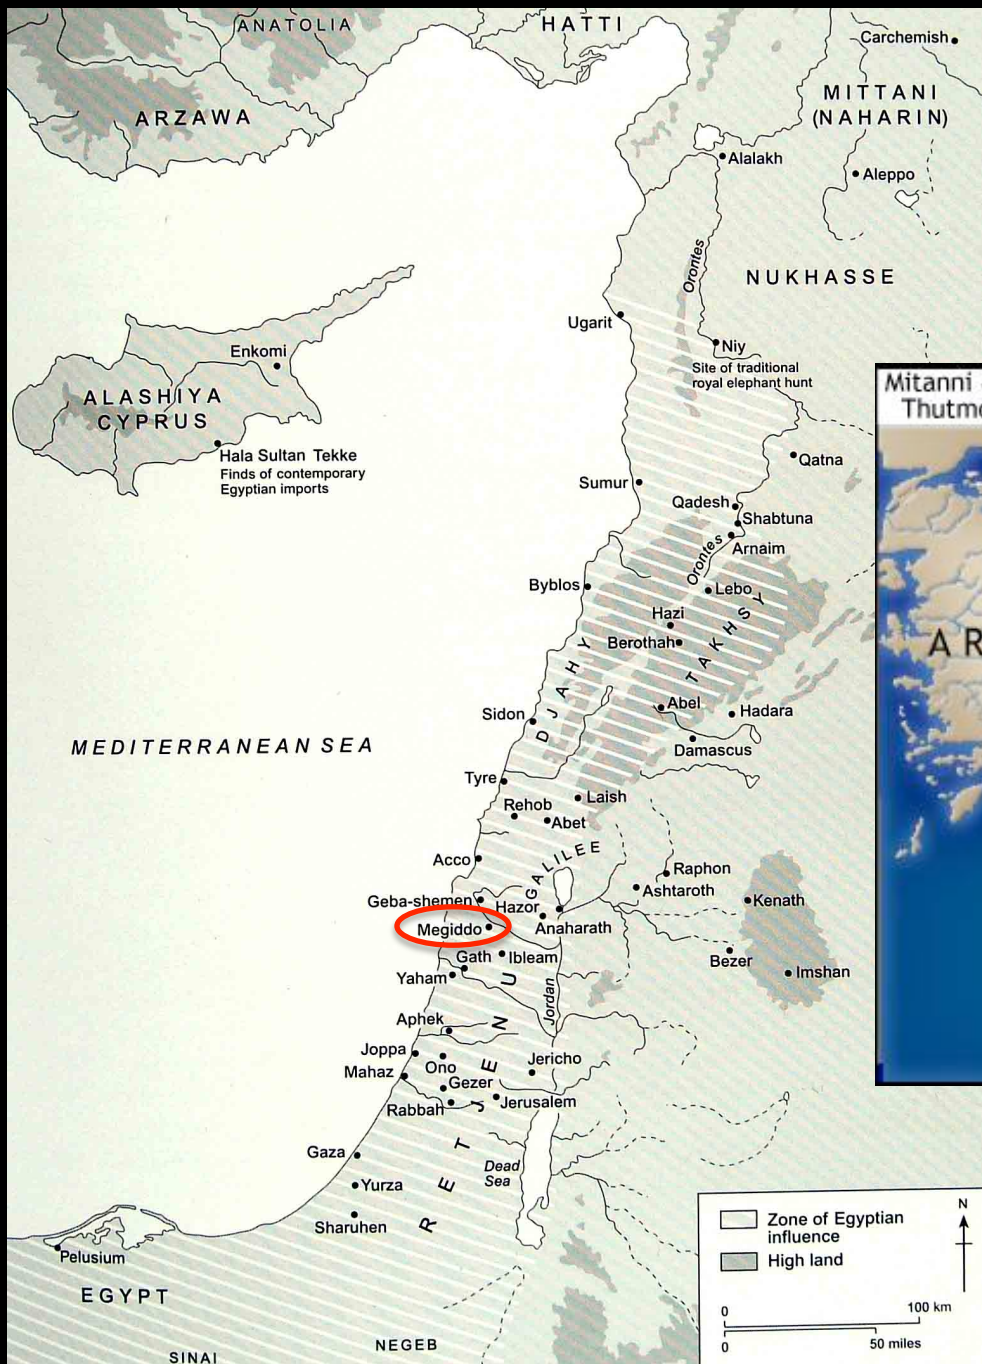 ANATOLIA
HATTI
Carchemish
ARZAWA
MITTANI
(NAHARIN)
Alalakh
Aleppo
Orontes
NUKHASSE
Ugarit
Niy
Site of traditional
royal elephant hunt
Enkomi
ALASHIYA
CYPRUS
Hala Sultan Tekke
Finds of contemporary
Egyptian imports
Mitanni
Thutmo
Qatna
Sumur
Qadesh
Shabtuna
Arnaim
Orontes
Byblos
Lebo
Hazi
Berothah
DJAHY
TAKHSY
AR
Abel
Hadara
Sidon
Damascus
MEDITERRANEAN SEA
Tyre
Laish
Rehob
Abet
GALILEE
Acco
Raphon
Ashtaroth
Geba-shemen
Hazor
Kenath
Megiddo
Anaharath
Gath
Ibleam
Bezer
Imshan
Yaham
Jordan
Aphek
RETJENU
Joppa
Ono
Jericho
Mahaz
Gezer
Rabbah
Jerusalem
Gaza
Dead
Sea
Yurza
Sharuhen
Pelusium
EGYPT
NEGEB
SINAI
Zone of Egyptian
influence
High land
N
0 100 km
0 50 miles